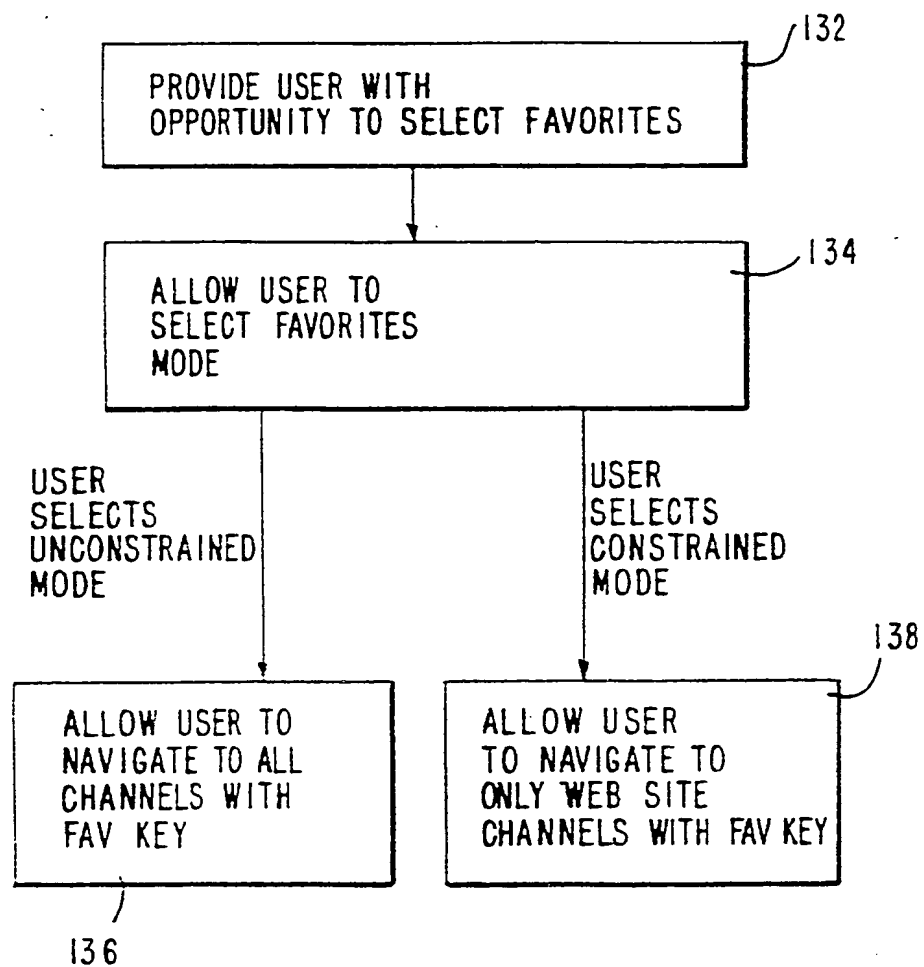 132
PROVIDE USER WITH
OPPORTUNITY TO SELECT FAVORITES
134
ALLOW USER TO
SELECT FAVORITES
MODE
USER
SELECTS
UNCONSTRAINED
MODE
USER
SELECTS
CONSTRAINED
MODE
138
ALLOW USER TO
NAVIGATE TO ALL
CHANNELS WITH
FAV KEY
ALLOW USER
TO NAVIGATE TO
ONLY WEB SITE
CHANNELS WITH FAV KEY
136